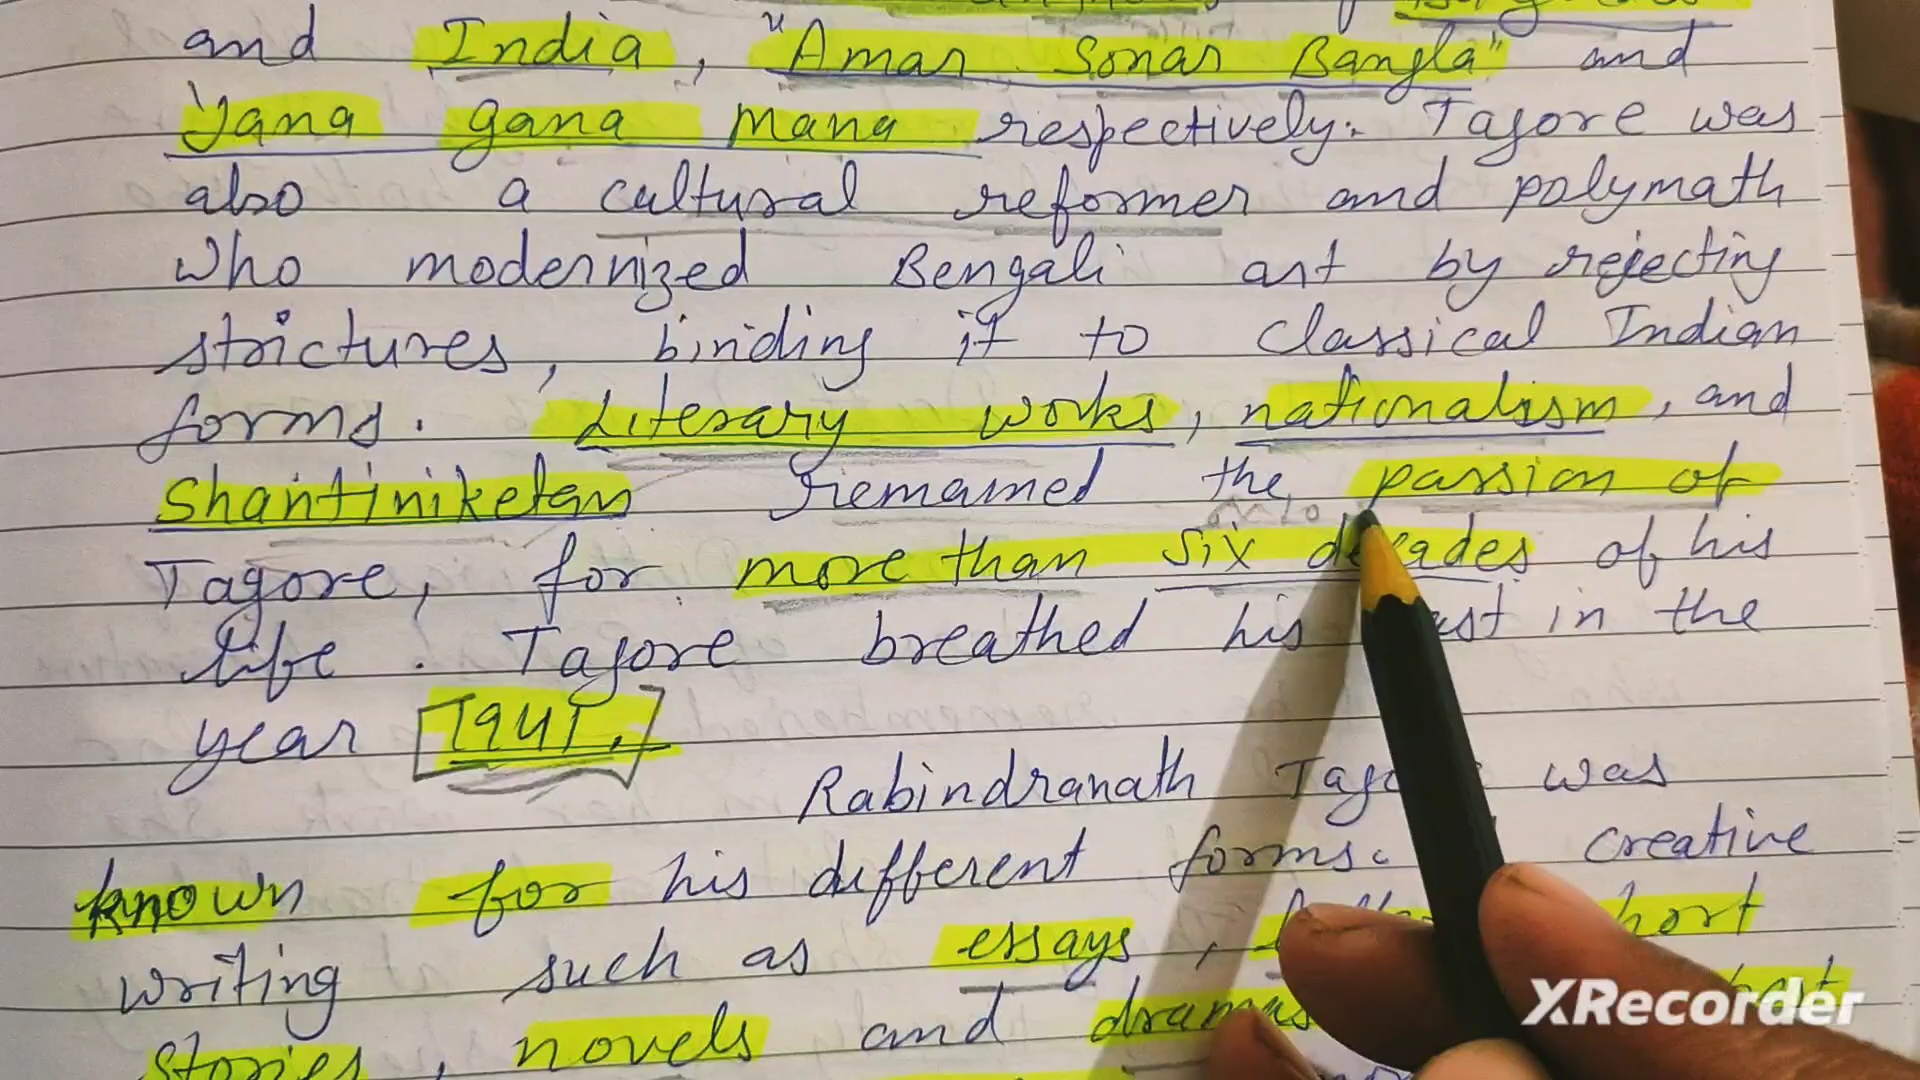 and India, "Amar Sonar Bangla" and
'Jana gana mana respectively. Tagore was
also a cultural reformer and polymath
who modernized Bengali art by rejecting
strictures, binding it to classical Indian
forms. Literary works, nationalism, and
Shantiniketan remained the passion of
Tagore, for more than six decades of his
life. Tagore breathed his last in the
year 1941.
Rabindranath was
known for his different forms creative
writing such as essays,
stories, novels and dramas
XRecorder